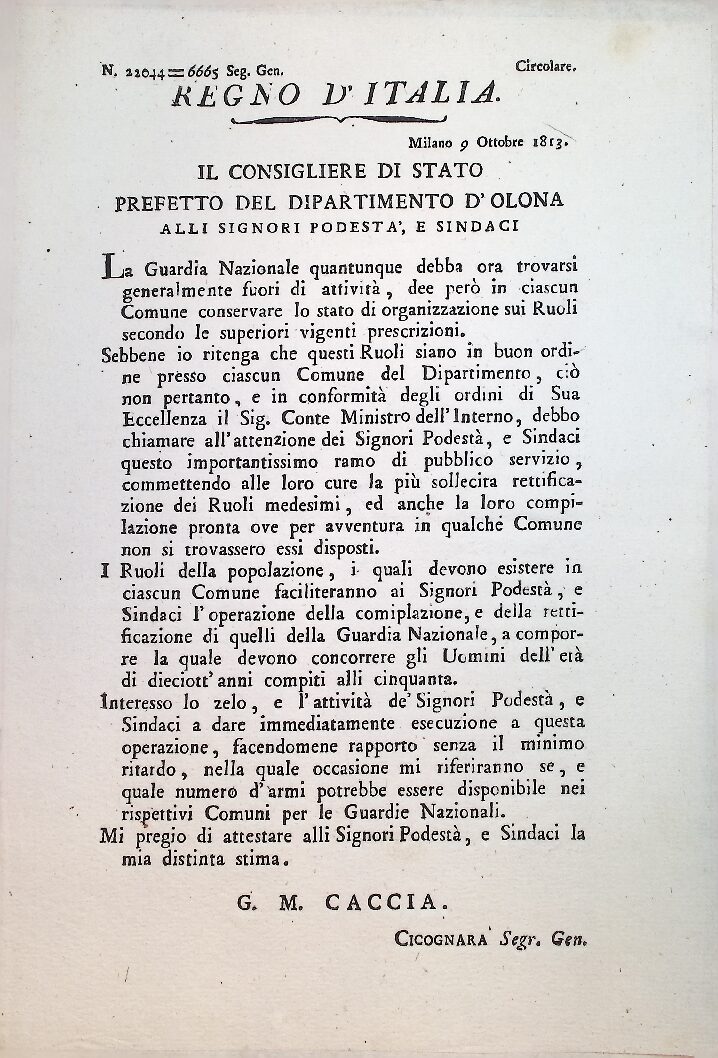 N. 22044=6665 Seg. Gen. Circolare.
REGNO D'ITALIA.
Milano 9 Ottobre 1813.
IL CONSIGLIERE DI STATO
PREFETTO DEL DIPARTIMENTO D' OLONA
ALLI SIGNORI PODESTA', E SINDACI
La Guardia Nazionale quantunque debba ora trovarsi
generalmente fuori di attività, dee però in ciascun
Comune conservare lo stato di organizzazione sui Ruoli
secondo le superiori vigenti prescrizioni.
Sebbene io ritenga che questi Ruoli siano in buon ordi-
ne presso ciascun Comune del Dipartimento, ciò
non pertanto, e in conformità degli ordini di Sua
Eccellenza il Sig. Conte Ministro dell'Interno, debbo
chiamare all'attenzione dei Signori Podestà, e Sindaci
questo importantissimo ramo di pubblico servizio,
commettendo alle loro cure la più sollecita rettifica-
zione dei Ruoli medesimi, ed anche la loro compi-
lazione pronta ove per avventura in qualche Comune
non si trovassero essi disposti.
I Ruoli della popolazione, i quali devono esistere in
ciascun Comune faciliteranno ai Signori Podestà, e
Sindaci l'operazione della comiplazione, e della retti-
ficazione di quelli della Guardia Nazionale, a compor-
re la quale devono concorrere gli Uomini dell'età
di dieciott'anni compiti alli cinquanta.
Interesso lo zelo, e l'attività de' Signori Podestà, e
Sindaci a dare immediatamente esecuzione a questa
operazione, facendomene rapporto senza il minimo
ritardo, nella quale occasione mi riferiranno se, e
quale numero d'armi potrebbe essere disponibile nei
rispettivi Comuni per le Guardie Nazionali.
Mi pregio di attestare alli Signori Podestà, e Sindaci la
mia distinta stima.
G. M. CACCIA.
CICOGNARA Segr. Gen.